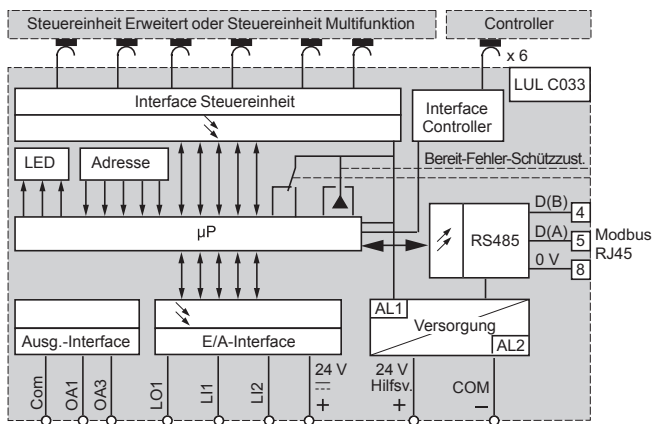 Steuereinheit Erweitert oder Steuereinheit Multifunktion
Controller
x 6
LUL C033
Interface Steuereinheit
Interface
Controller
LED
Adresse
Bereit-Fehler-Schützzust.
µP
RS485
D(B)
4
D(A)
5
Modbus
RJ45
0 V
8
Ausg.-Interface
E/A-Interface
AL1
Versorgung
AL2
Com
OA1
OA3
LO1
LI1
LI2
24 V
+
24 V
Hilfsv.
+
COM
–